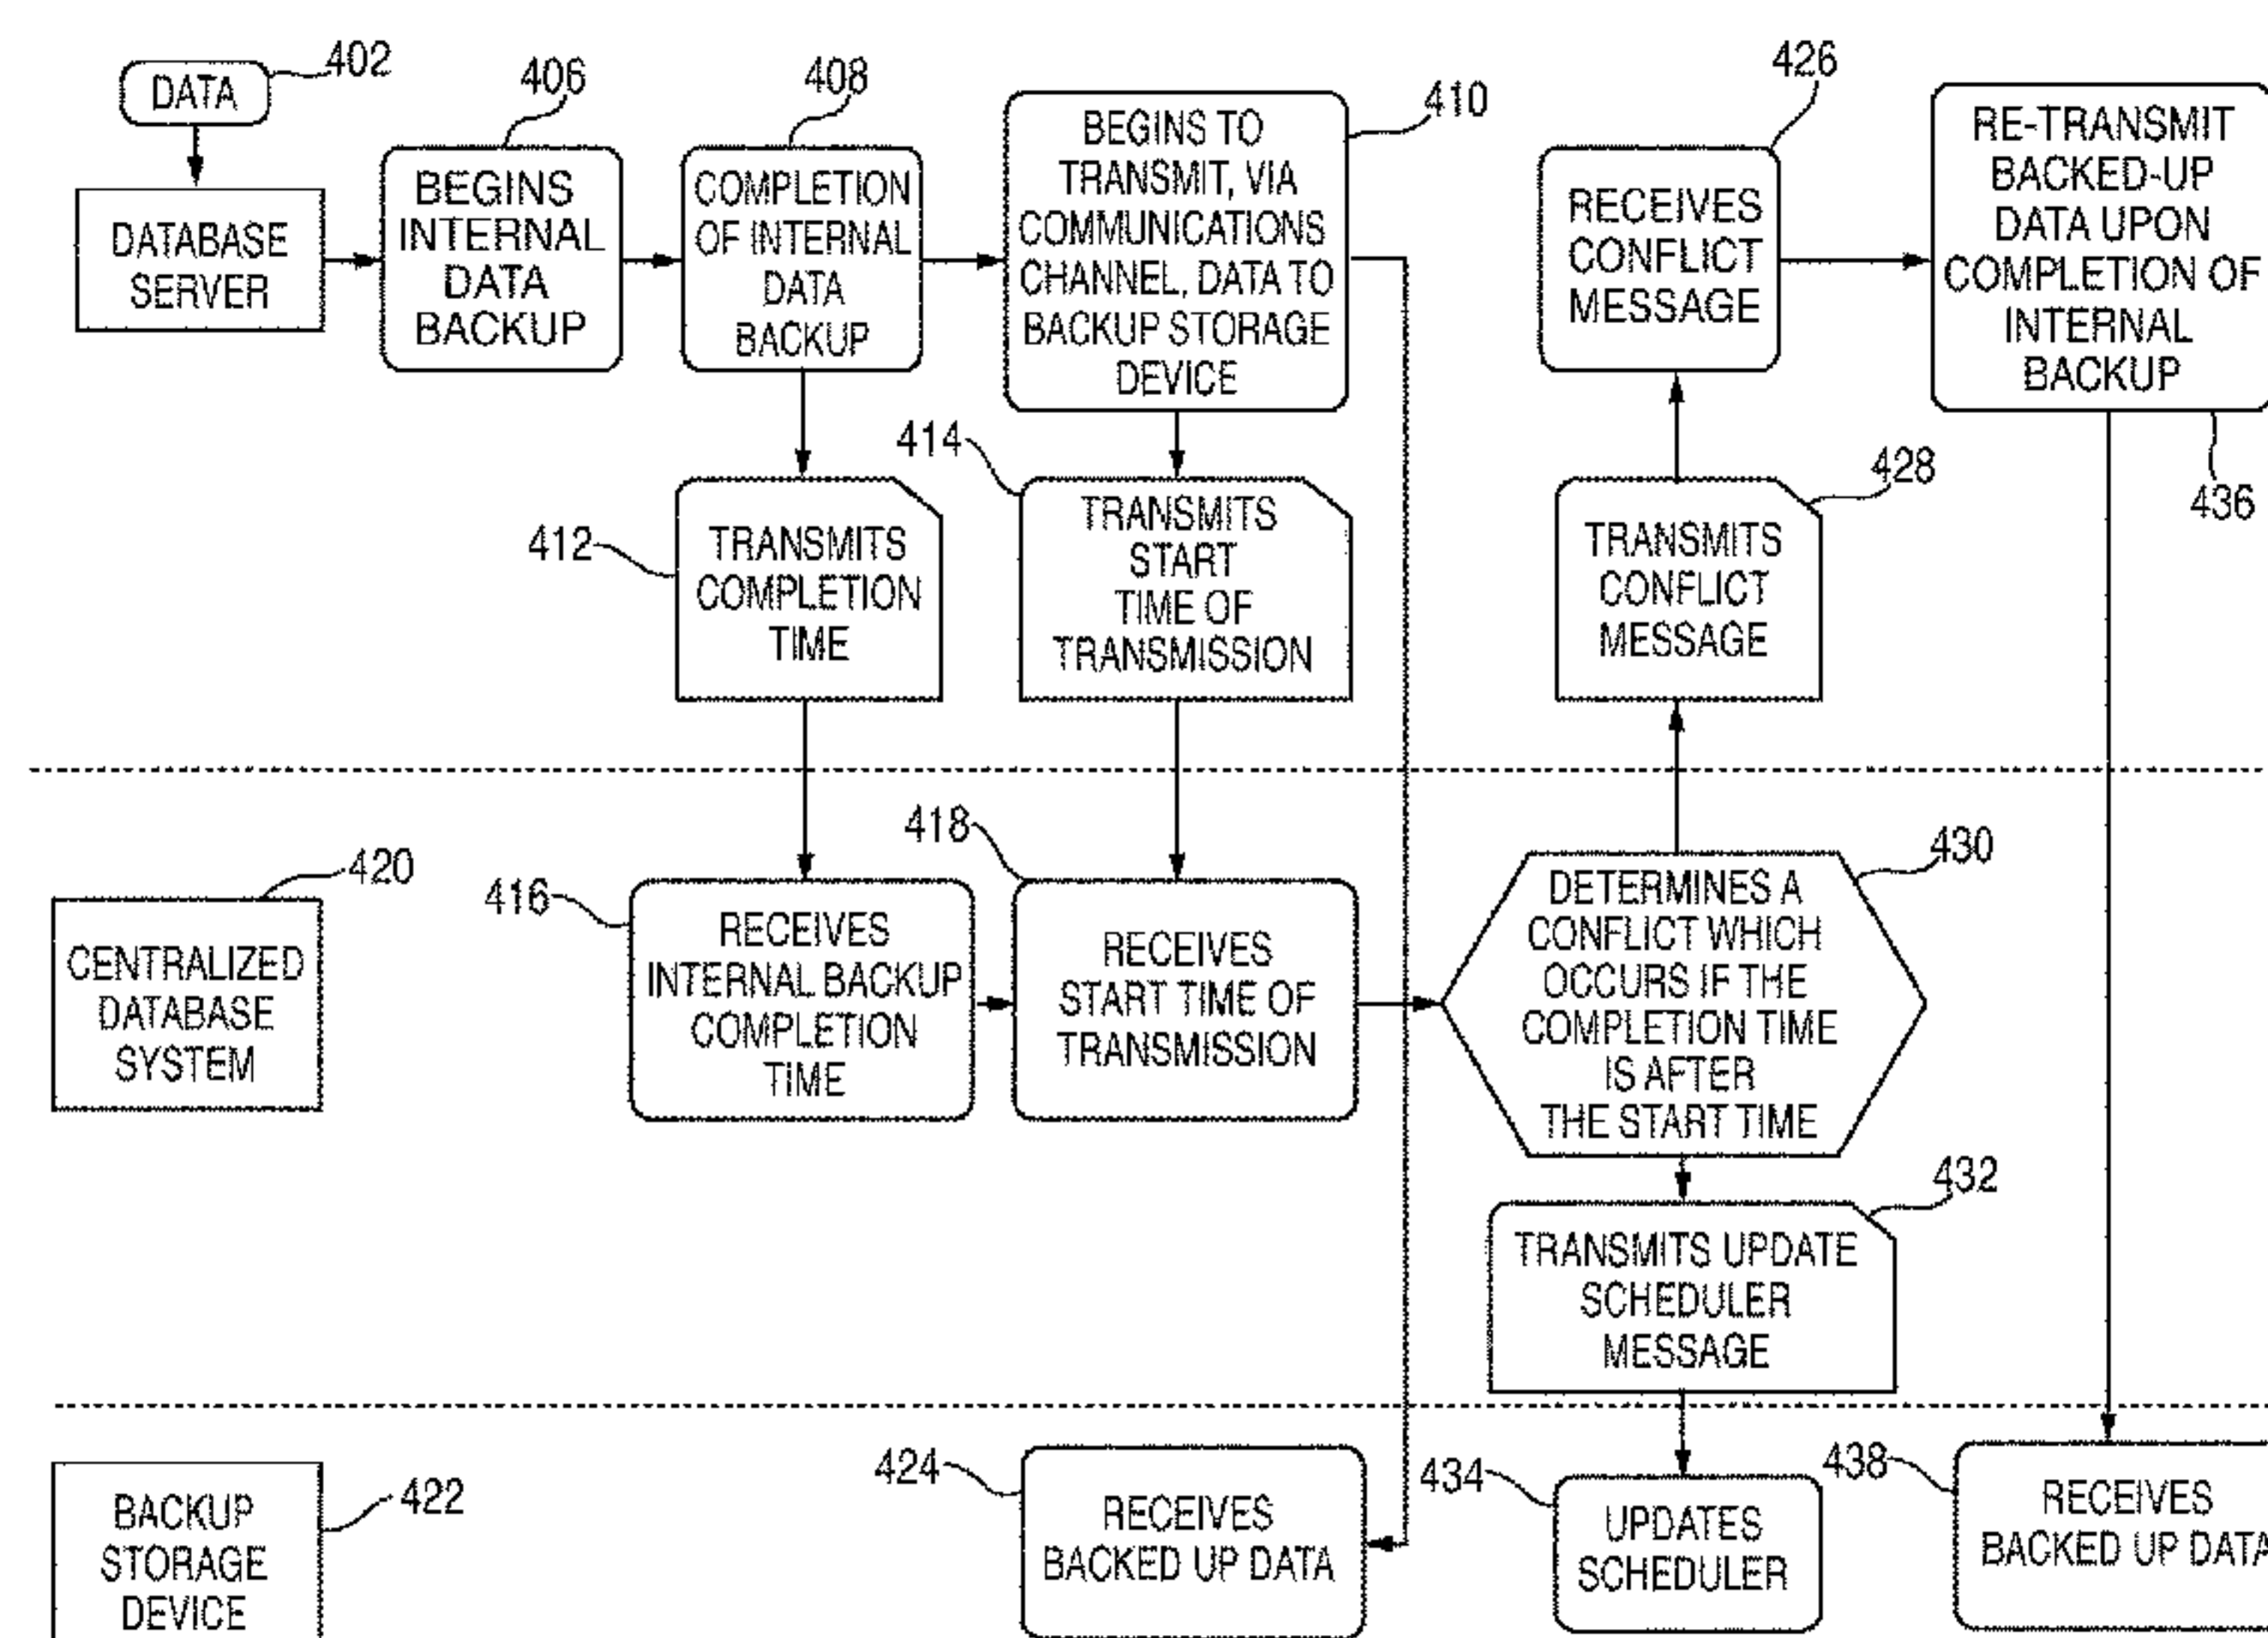 402
DATA
DATABASE
SERVER
406
BEGINS
INTERNAL
DATA
BACKUP
408
COMPLETION
OF INTERNAL
DATA
BACKUP
410
BEGINS TO
TRANSMIT, VIA
COMMUNICATIONS
CHANNEL, DATA TO
BACKUP STORAGE
DEVICE
426
RECEIVES
CONFLICT
MESSAGE
RE-TRANSMIT
BACKED-UP
DATA UPON
COMPLETION OF
INTERNAL
BACKUP
436
412
TRANSMITS
COMPLETION
TIME
414
TRANSMITS
START
TIME OF
TRANSMISSION
428
TRANSMITS
CONFLICT
MESSAGE
420
CENTRALIZED
DATABASE
SYSTEM
416
RECEIVES
INTERNAL BACKUP
COMPLETION
TIME
418
RECEIVES
START TIME OF
TRANSMISSION
430
DETERMINES A
CONFLICT WHICH
OCCURS IF THE
COMPLETION TIME
IS AFTER
THE START TIME
432
TRANSMITS UPDATE
SCHEDULER
MESSAGE
422
BACKUP
STORAGE
DEVICE
424
RECEIVES
BACKED UP DATA
434
UPDATES
SCHEDULER
438
RECEIVES
BACKED UP DATA